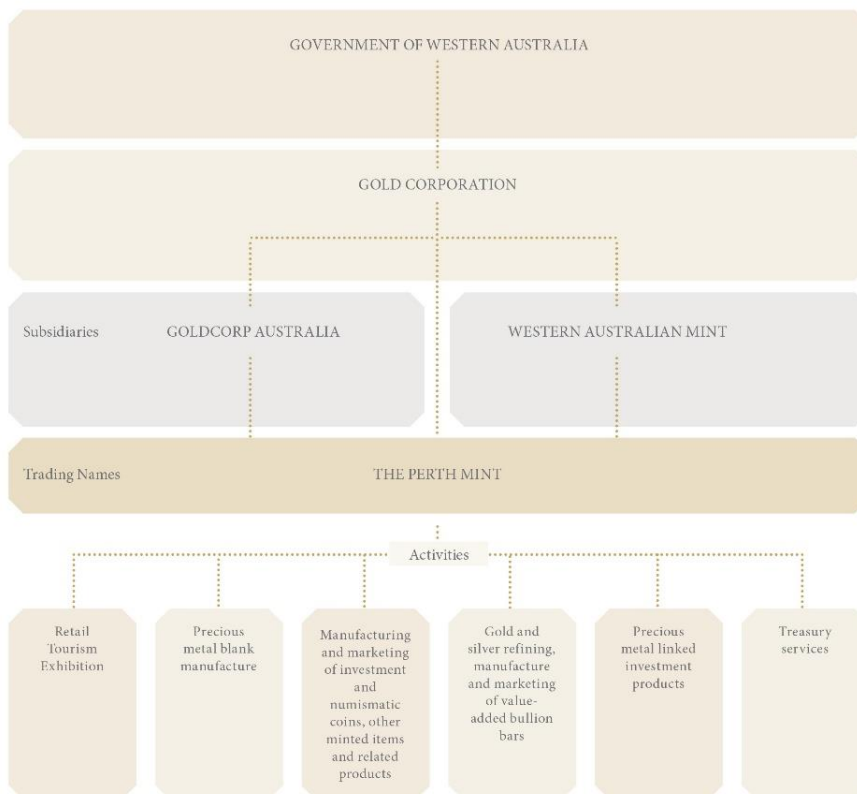 GOVERNMENT OF WESTERN AUSTRALIA
GOLD CORPORATION
Subsidiaries
GOLDCORP AUSTRALIA
WESTERN AUSTRALIAN MINT
Trading Names
THE PERTH MINT
Activities
Retail
Tourism
Exhibition
Precious
metal blank
manufacture
Manufacturing
and marketing
of investment
and
numismatic
coins, other
minted items
and related
products
Gold and
silver refining,
manufacture
and marketing
of value-
added bullion
bars
Precious
metal linked
investment
products
Treasury
services